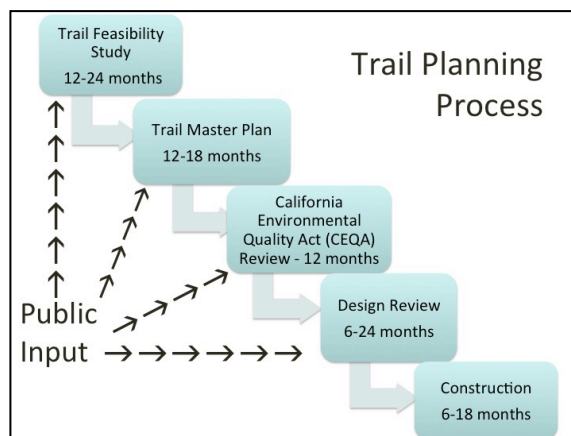 Trail Feasibility
Study
12-24 months
Trail Planning
Process
Trail Master Plan
12-18 months
California
Environmental
Quality Act (CEQA)
Review - 12 months
Design Review
6-24 months
Construction
6-18 months
Public
Input